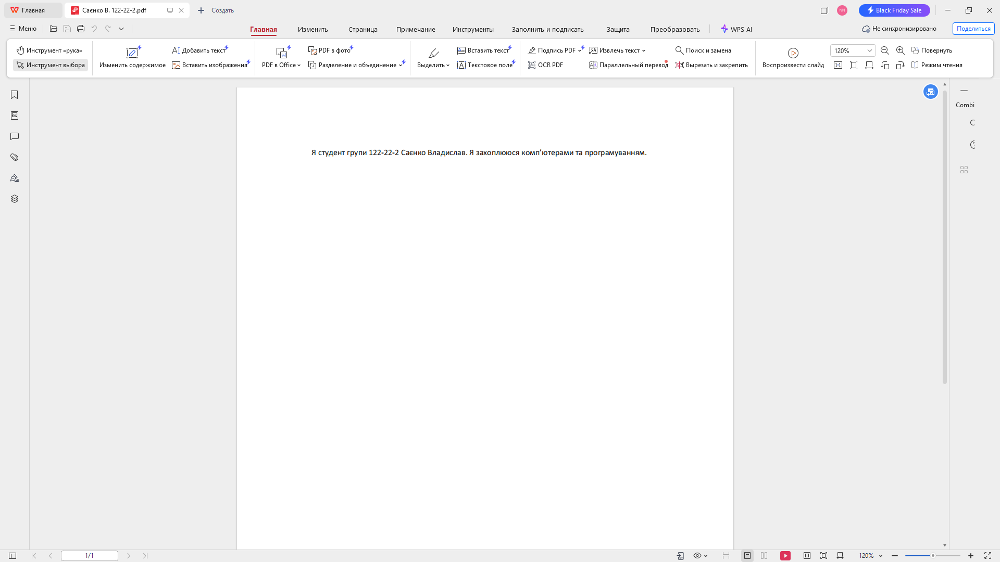 Главная
Саєнко В. 122-22-2.pdf
Создать
NN
Black Friday Sale
Меню
Главная
Изменить
Страница
Примечание
Инструменты
Заполнить и подписать
Защита
Преобразовать
WPS AI
Не синхронизировано
Поделиться
Инструмент «рука»
Инструмент выбора
Изменить содержимое
Добавить текст
Вставить изображения
PDF в Office
PDF в фото
Разделение и объединение
Выделить
Вставить текст
Текстовое поле
Подпись PDF
OCR PDF
Извлечь текст
Параллельный перевод
Поиск и замена
Вырезать и закрепить
Воспроизвести слайд
120%
Повернуть
Режим чтения
Combi
Я студент групи 122-22-2 Саєнко Владислав. Я захоплююся комп’ютерами та програмуванням.
1/1
120%